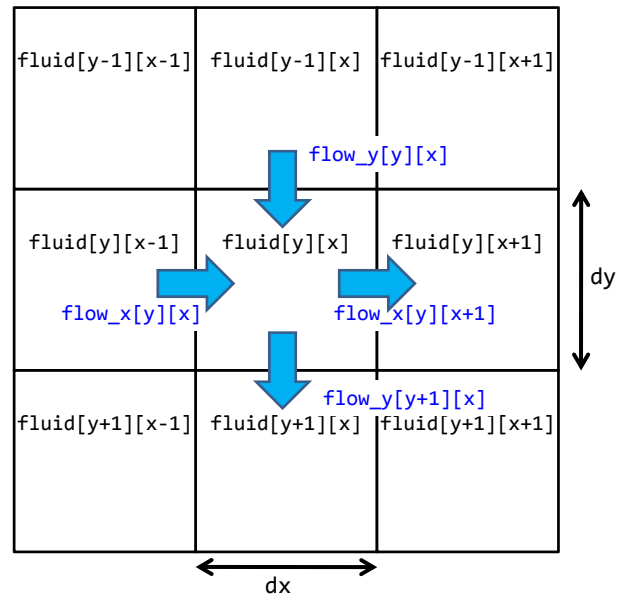 fluid[y-1][x-1] fluid[y-1][x] fluid[y-1][x+1]
flow_y[y][x]
fluid[y][x-1] fluid[y][x] fluid[y][x+1]
dy
flow_x[y][x] flow_x[y][x+1]
flow_y[y+1][x]
fluid[y+1][x-1] fluid[y+1][x] fluid[y+1][x+1]
dx